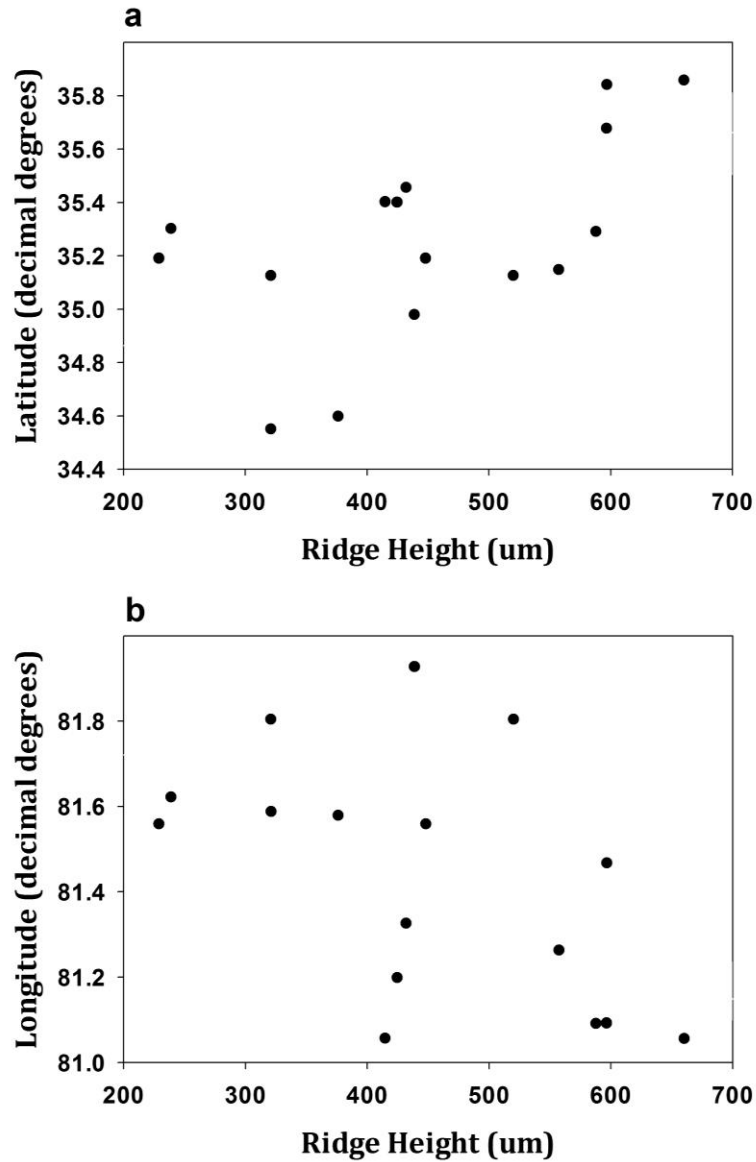 a
35.8
35.6
35.4
35.2
35.0
34.8
34.6
34.4
Latitude (decimal degrees)
200 300 400 500 600 700
Ridge Height (um)
b
81.8
81.6
81.4
81.2
81.0
Longitude (decimal degrees)
200 300 400 500 600 700
Ridge Height (um)